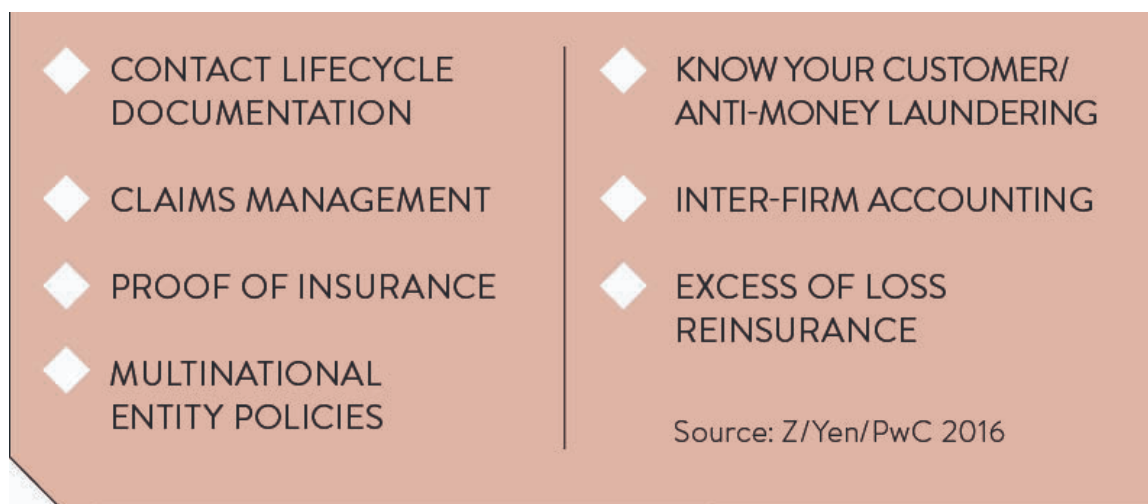 CONTACT LIFECYCLE
DOCUMENTATION
CLAIMS MANAGEMENT
PROOF OF INSURANCE
MULTINATIONAL
ENTITY POLICIES
KNOW YOUR CUSTOMER/
ANTI-MONEY LAUNDERING
INTER-FIRM ACCOUNTING
EXCESS OF LOSS
REINSURANCE
Source: Z/Yen/PwC 2016